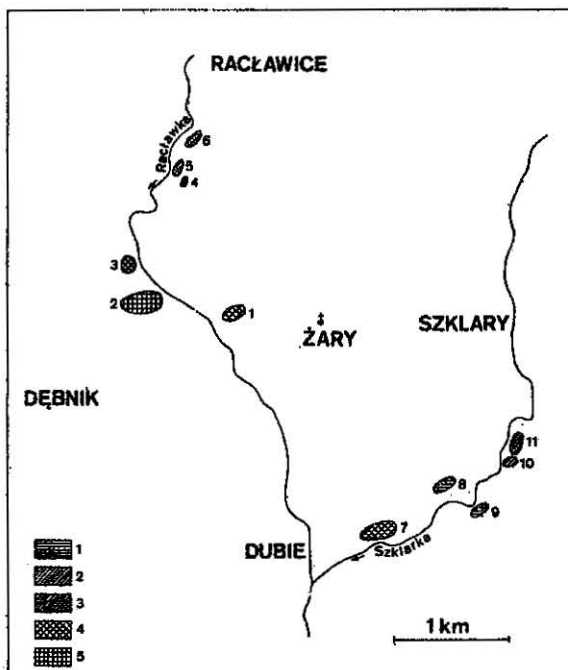 RACŁAWICE
Racławka
6
5
4
3
2
1
ŻARY
SZKLARY
DĘBNIK
11
10
8
9
7
DUBIE
Szklarka
1
2
3
4
5
1 km